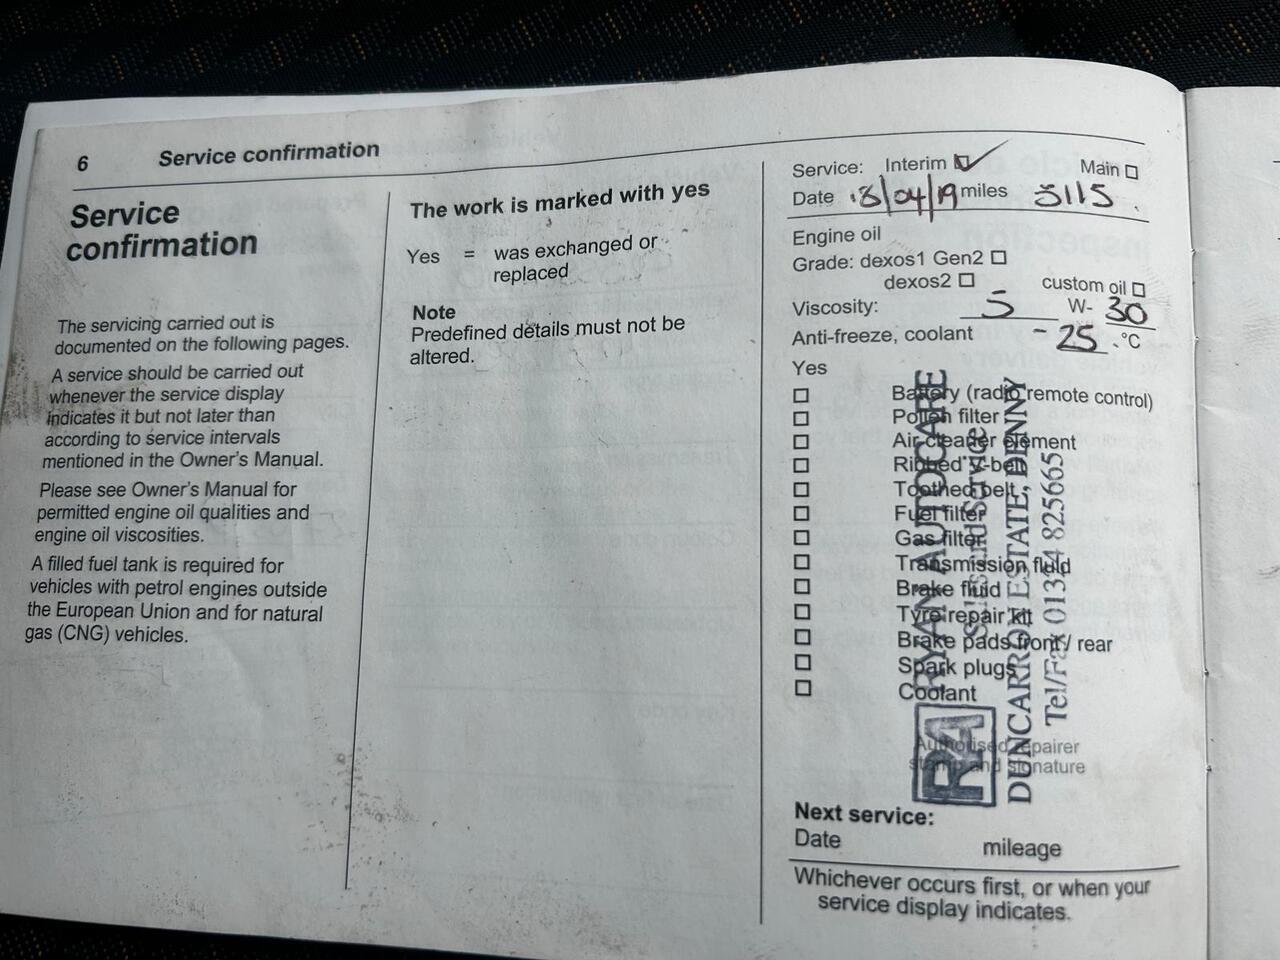 6 Service confirmation
Service
confirmation
The servicing carried out is
documented on the following pages.
A service should be carried out
whenever the service display
indicates it but not later than
according to service intervals
mentioned in the Owner's Manual.
Please see Owner's Manual for
permitted engine oil qualities and
engine oil viscosities.
A filled fuel tank is required for
vehicles with petrol engines outside
the European Union and for natural
gas (CNG) vehicles.
The work is marked with yes
Yes = was exchanged or
replaced
Note
Predefined details must not be
altered.
Service: Interim Main
Date 18/04/19 miles 5115
Engine oil
Grade: dexos1 Gen2
dexos2 custom oil
Viscosity: 5 W- 30
Anti-freeze, coolant -25 °C
Yes
Battery (radio remote control)
Pollen filter
Air cleaner element
Ribbed V-belt
Toothed belt
Fuel filter
Gas filter
Transmission fluid
Brake fluid
Tyre repair kit
Brake pads front / rear
Spark plugs
Coolant
Authorised repairer
stamp and signature
RA RYAN AUTOCARE
Sales and Service
DUNCARRON ESTATE, DENNY
Tel/Fax 01324 825665
Next service:
Date mileage
Whichever occurs first, or when your
service display indicates.